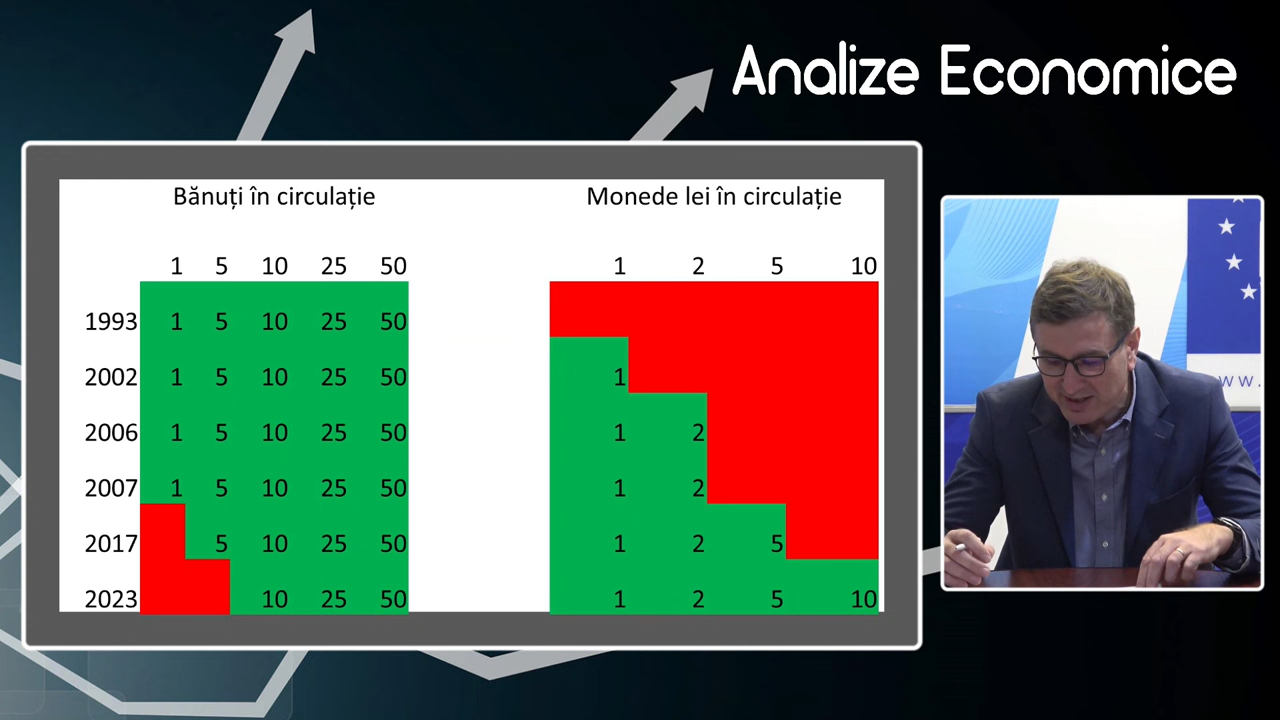 Analize Economice
Bănuți în circulație
1 5 10 25 50
1993 1 5 10 25 50
2002 1 5 10 25 50
2006 1 5 10 25 50
2007 1 5 10 25 50
2017 5 10 25 50
2023 10 25 50
Monede lei în circulație
1 2 5 10
1
1 2
1 2
1 2 5
1 2 5 10
WW.